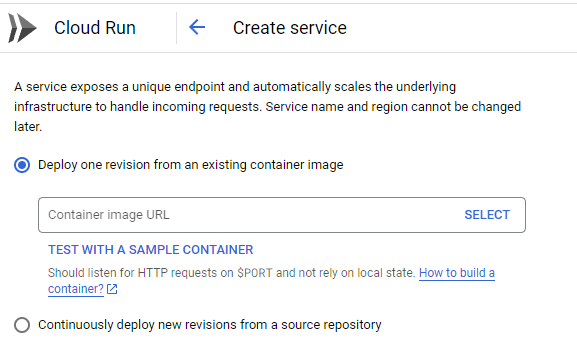 Cloud Run
Create service
A service exposes a unique endpoint and automatically scales the underlying
infrastructure to handle incoming requests. Service name and region cannot be changed
later.
Deploy one revision from an existing container image
Container image URL
SELECT
TEST WITH A SAMPLE CONTAINER
Should listen for HTTP requests on $PORT and not rely on local state. How to build a
container?
Continuously deploy new revisions from a source repository